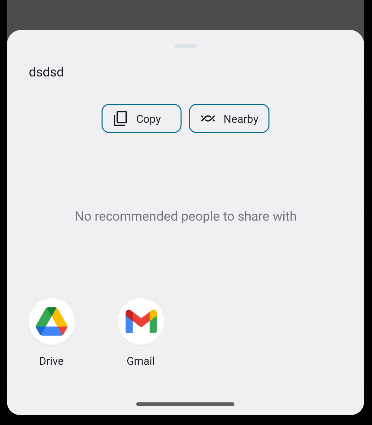 dsdsd
Copy
Nearby
No recommended people to share with
Drive
Gmail